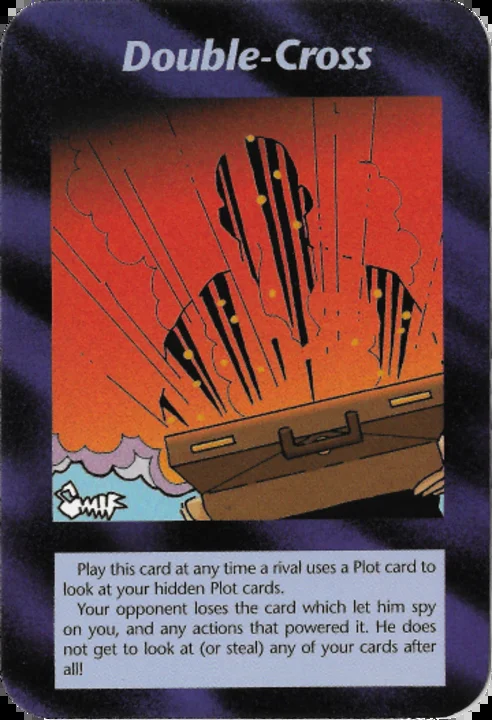 Double-Cross
Play this card at any time a rival uses a Plot card to
look at your hidden Plot cards.
Your opponent loses the card which let him spy
on you, and any actions that powered it. He does
not get to look at (or steal) any of your cards after
all!